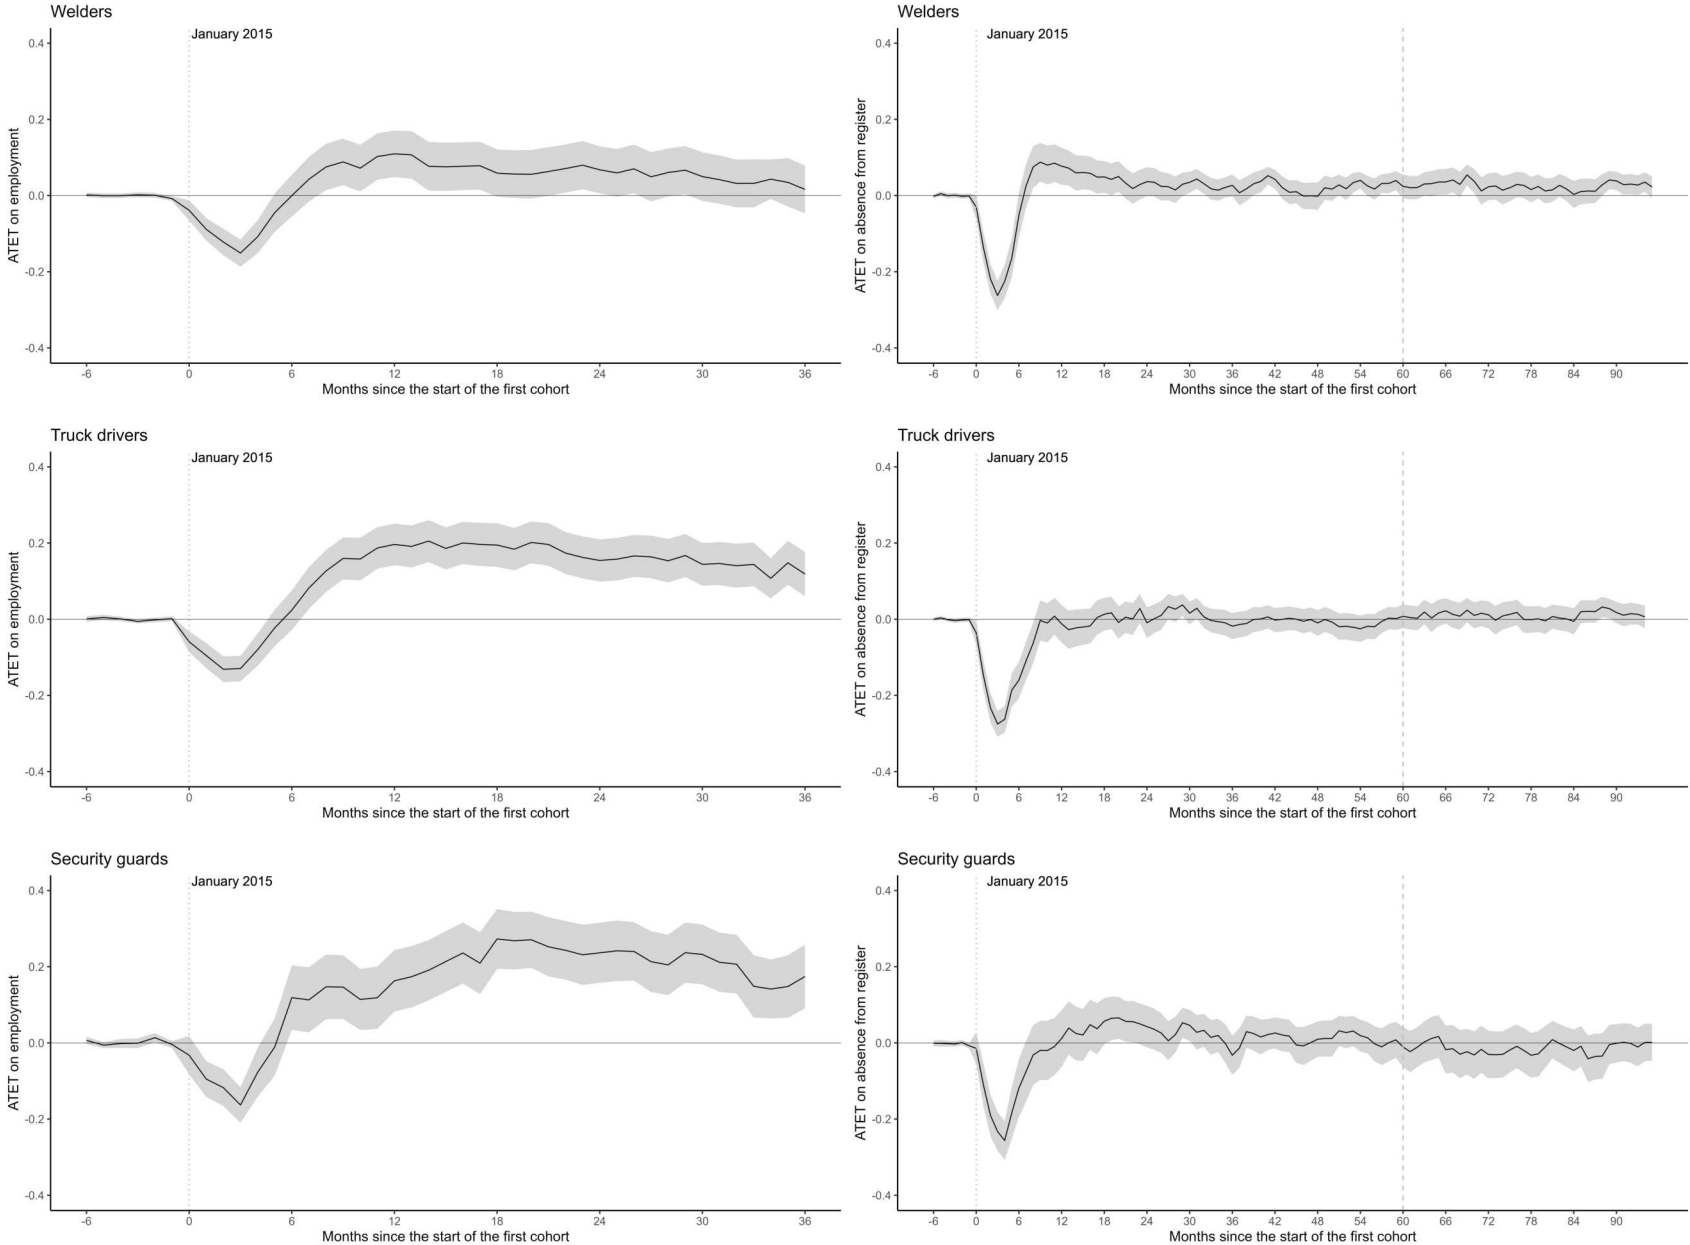 Welders
January 2015
ATET on employment
0.4
0.2
0.0
-0.2
-0.4
-6 0 6 12 18 24 30 36
Months since the start of the first cohort
Welders
January 2015
ATET on absence from register
0.4
0.2
0.0
-0.2
-0.4
-6 0 6 12 18 24 30 36 42 48 54 60 66 72 78 84 90
Months since the start of the first cohort
Truck drivers
January 2015
ATET on employment
0.4
0.2
0.0
-0.2
-0.4
-6 0 6 12 18 24 30 36
Months since the start of the first cohort
Truck drivers
January 2015
ATET on absence from register
0.4
0.2
0.0
-0.2
-0.4
-6 0 6 12 18 24 30 36 42 48 54 60 66 72 78 84 90
Months since the start of the first cohort
Security guards
January 2015
ATET on employment
0.4
0.2
0.0
-0.2
-0.4
-6 0 6 12 18 24 30 36
Months since the start of the first cohort
Security guards
January 2015
ATET on absence from register
0.4
0.2
0.0
-0.2
-0.4
-6 0 6 12 18 24 30 36 42 48 54 60 66 72 78 84 90
Months since the start of the first cohort